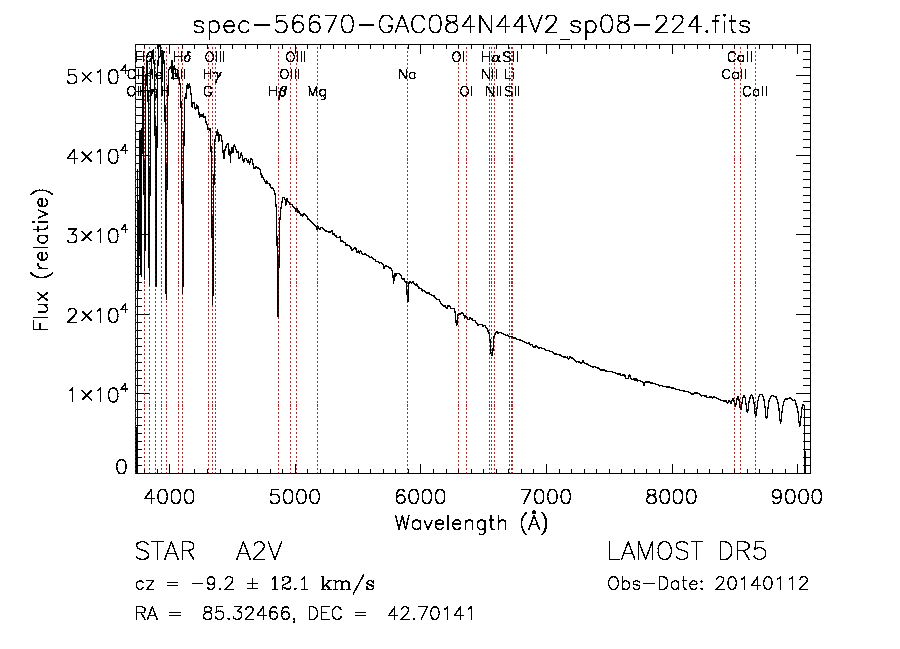 spec-56670-GAC084N44V2_sp08-224.fits
Hδ OIII OIII OI Hα SII CaII
Hγ OIII Na NII Li CaII
G Hβ Mg OI NII SII CaII
5×10⁴
4×10⁴
3×10⁴
2×10⁴
1×10⁴
0
Flux (relative)
4000 5000 6000 7000 8000 9000
Wavelength (Å)
STAR A2V LAMOST DR5
cz = -9.2 ± 12.1 km/s Obs-Date: 20140112
RA = 85.32466, DEC = 42.70141